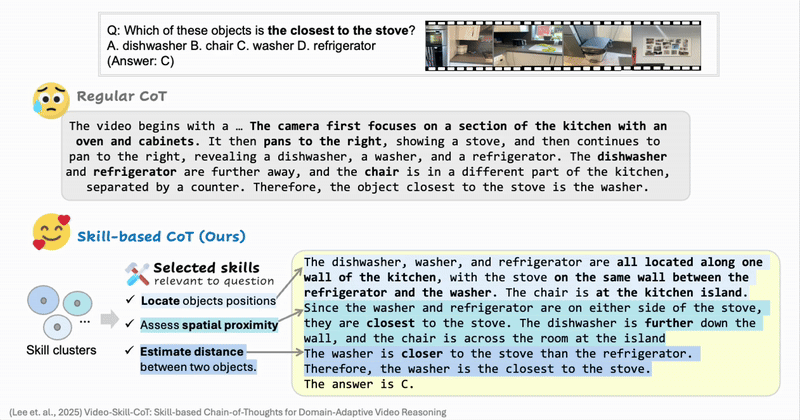 Q: Which of these objects is the closest to the stove?
A. dishwasher B. chair C. washer D. refrigerator
(Answer: C)
Regular CoT
The video begins with a … The camera first focuses on a section of the kitchen with an
oven and cabinets. It then pans to the right, showing a stove, and then continues to
pan to the right, revealing a dishwasher, a washer, and a refrigerator. The dishwasher
and refrigerator are further away, and the chair is in a different part of the kitchen,
separated by a counter. Therefore, the object closest to the stove is the washer.
Skill-based CoT (Ours)
Skill clusters
...
Selected skills
relevant to question
✓ Locate objects positions
✓ Assess spatial proximity
✓ Estimate distance
between two objects.
The dishwasher, washer, and refrigerator are all located along one
wall of the kitchen, with the stove on the same wall between the
refrigerator and the washer. The chair is at the kitchen island.
Since the washer and refrigerator are on either side of the stove,
they are closest to the stove. The dishwasher is further down the
wall, and the chair is across the room at the island
The washer is closer to the stove than the refrigerator.
Therefore, the washer is the closest to the stove.
The answer is C.
(Lee et. al., 2025) Video-Skill-CoT: Skill-based Chain-of-Thoughts for Domain-Adaptive Video Reasoning